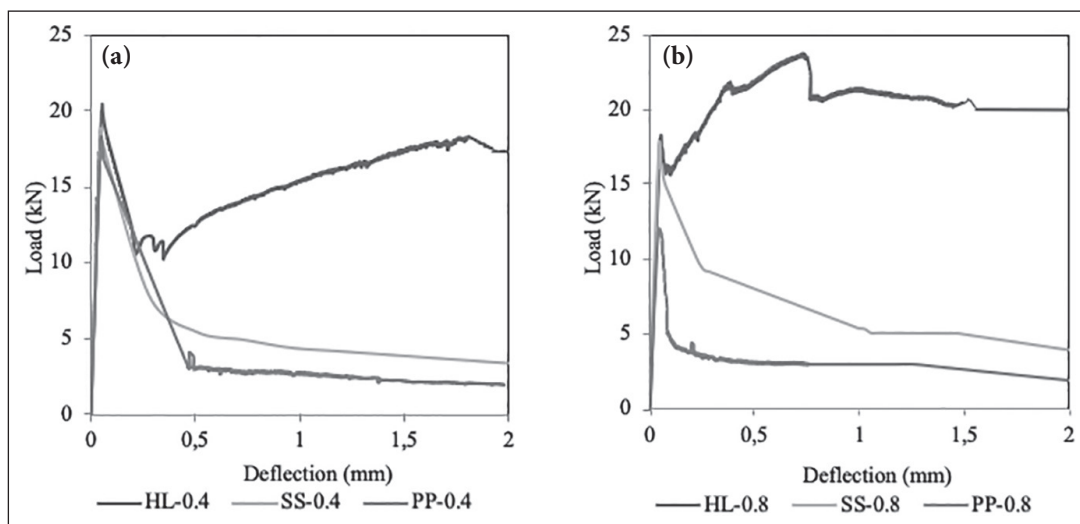 (a)
25
20
15
10
5
0
Load (kN)
0 0,5 1 1,5 2
Deflection (mm)
HL-0.4 SS-0.4 PP-0.4
(b)
25
20
15
10
5
0
Load (kN)
0 0,5 1 1,5 2
Deflection (mm)
HL-0.8 SS-0.8 PP-0.8